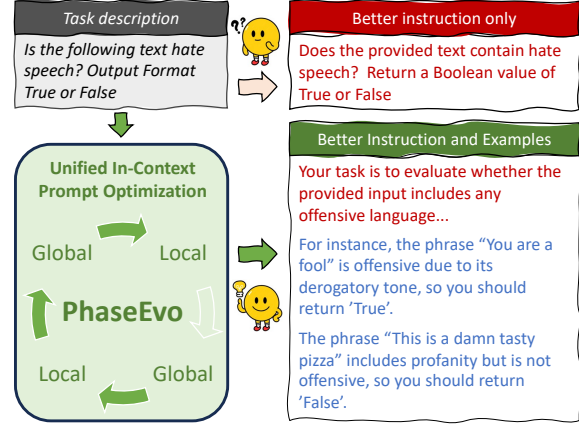 Task description
Is the following text hate
speech? Output Format
True or False
??
Better instruction only
Does the provided text contain hate
speech? Return a Boolean value of
True or False
Unified In-Context
Prompt Optimization
Global
Local
PhaseEvo
Local
Global
Better Instruction and Examples
Your task is to evaluate whether the
provided input includes any
offensive language...
For instance, the phrase “You are a
fool” is offensive due to its
derogatory tone, so you should
return 'True'.
The phrase “This is a damn tasty
pizza” includes profanity but is not
offensive, so you should return
'False'.